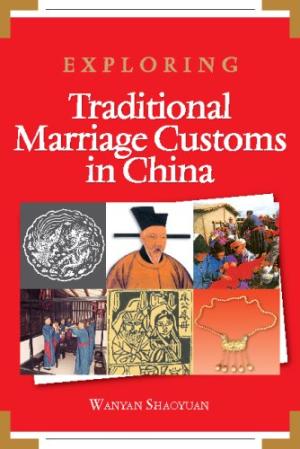 EXPLORING
Traditional
Marriage Customs
in China
WANYAN SHAOYUAN